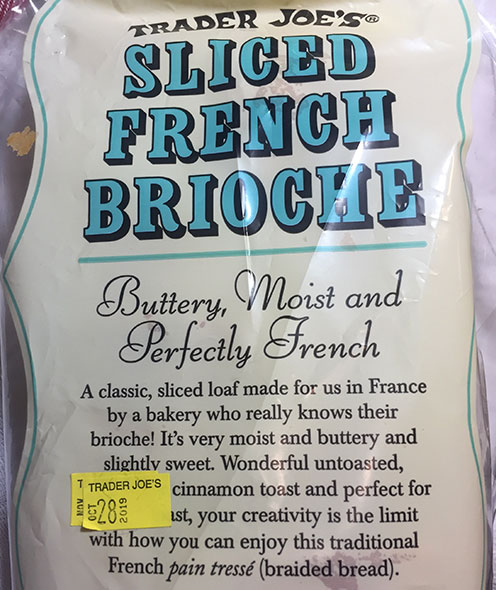 TRADER JOE'S®
SLICED
FRENCH
BRIOCHE
Buttery, Moist and
Perfectly French
A classic, sliced loaf made for us in France
by a bakery who really knows their
brioche! It's very moist and buttery and
slightly sweet. Wonderful untoasted,
cinnamon toast and perfect for
ast, your creativity is the limit
with how you can enjoy this traditional
French pain tressé (braided bread).
T
TRADER JOE'S
NOV
OCT 28 2019